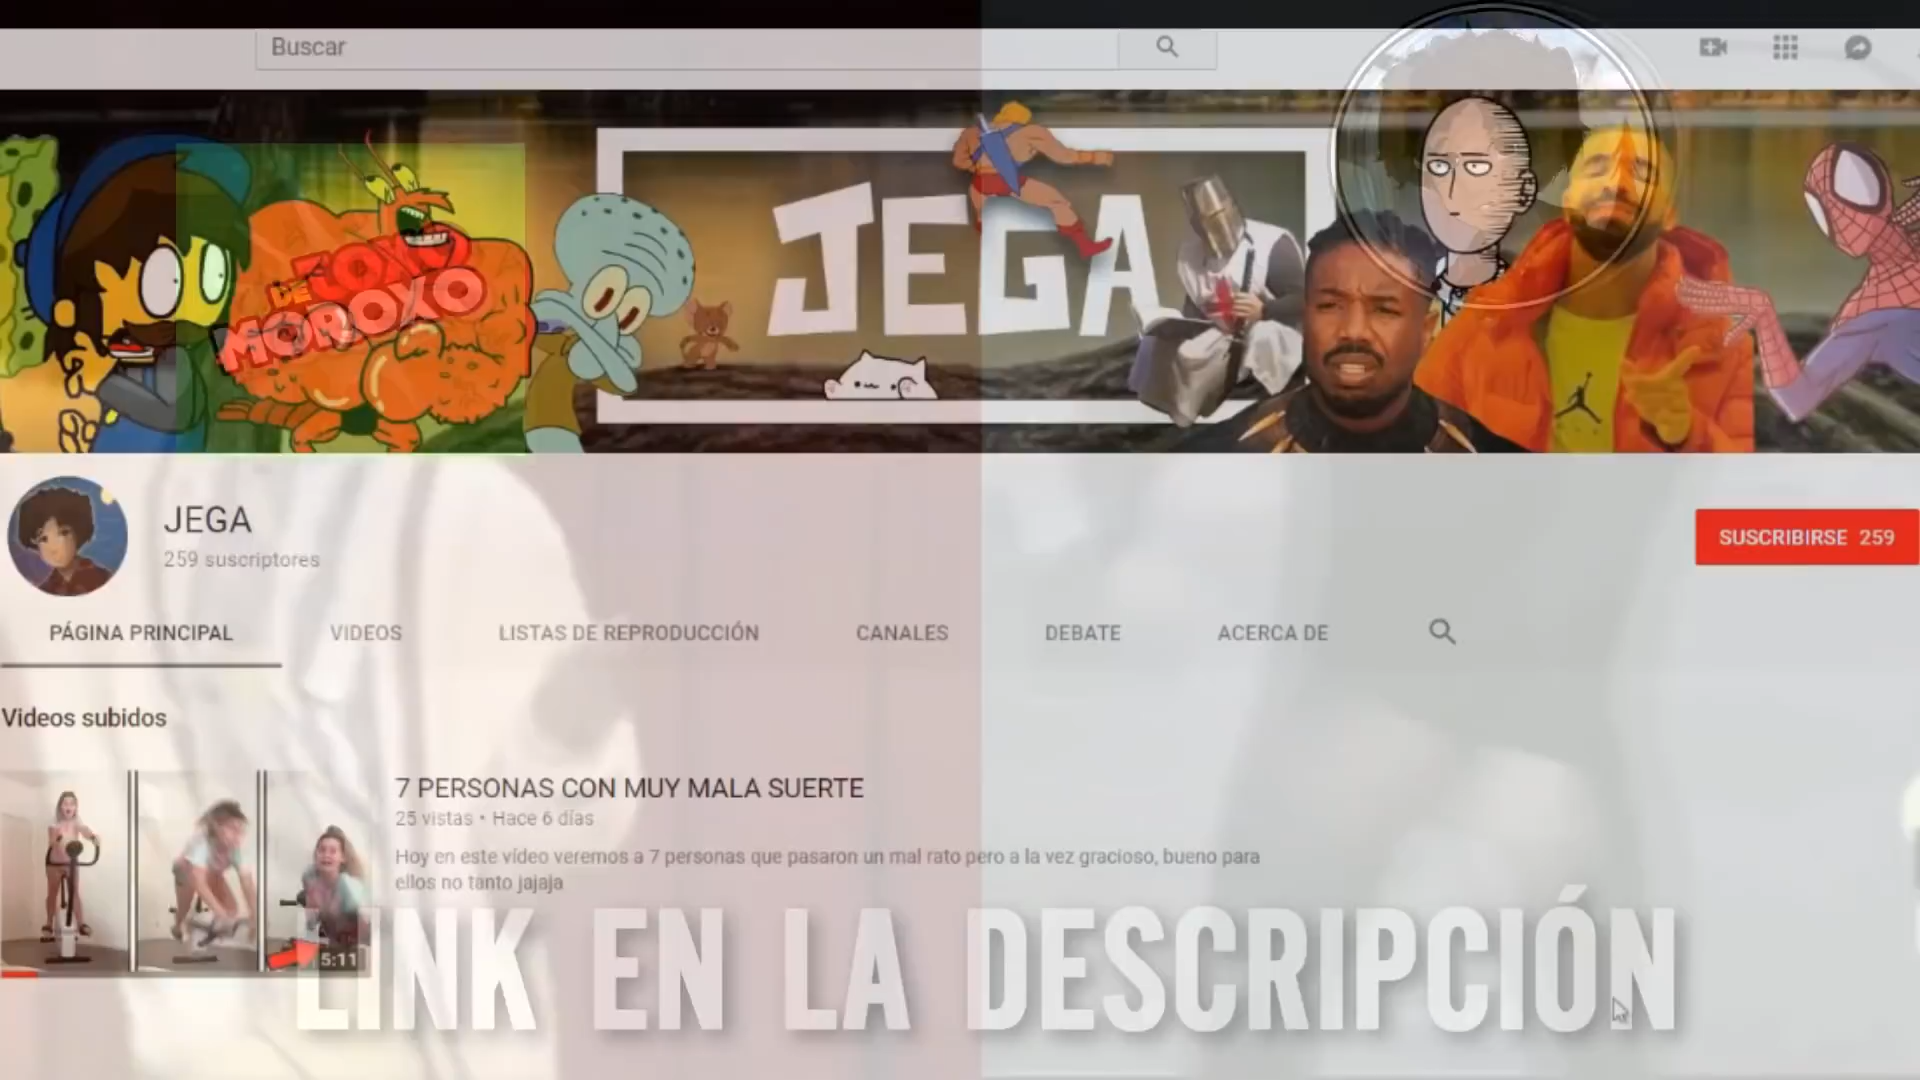 Buscar
DE FOXO
MOROXO
JEGA
JEGA
259 suscriptores
SUSCRIBIRSE 259
PÁGINA PRINCIPAL
VIDEOS
LISTAS DE REPRODUCCIÓN
CANALES
DEBATE
ACERCA DE
Videos subidos
7 PERSONAS CON MUY MALA SUERTE
25 vistas • Hace 6 días
Hoy en este vídeo veremos a 7 personas que pasaron un mal rato pero a la vez gracioso, bueno para
ellos no tanto jajaja
5:11
LINK EN LA DESCRIPCIÓN